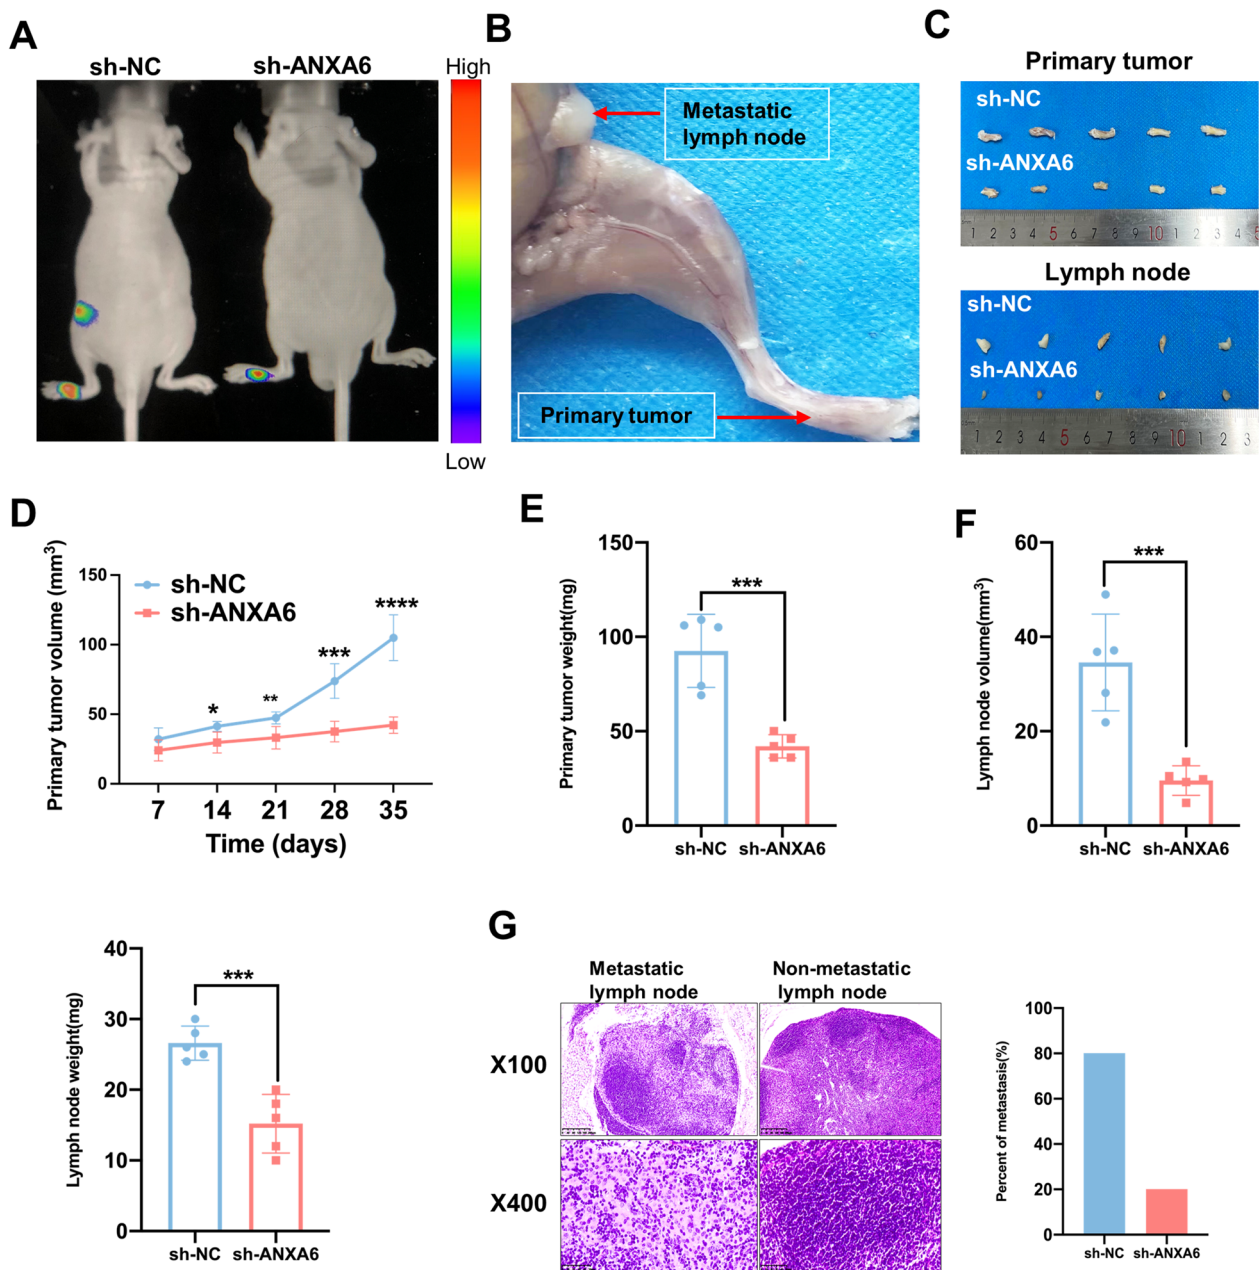 A
sh-NC
sh-ANXA6
High
Low
B
Metastatic
lymph node
Primary tumor
C
Primary tumor
sh-NC
sh-ANXA6
1 2 3 4 5 6 7 8 9 10 1 2 3 4 5
Lymph node
sh-NC
sh-ANXA6
1 2 3 4 5 6 7 8 9 10 1 2 3
D
Primary tumor volume (mm3)
150
100
50
0
sh-NC
sh-ANXA6
*
**
***
****
7 14 21 28 35
Time (days)
E
Primary tumor weight(mg)
150
100
50
0
***
sh-NC sh-ANXA6
F
Lymph node volume(mm3)
60
40
20
0
***
sh-NC sh-ANXA6
Lymph node weight(mg)
40
30
20
10
0
***
sh-NC sh-ANXA6
G
Metastatic
lymph node
Non-metastatic
lymph node
X100
X400
Percent of metastasis(%)
100
80
60
40
20
0
sh-NC sh-ANXA6